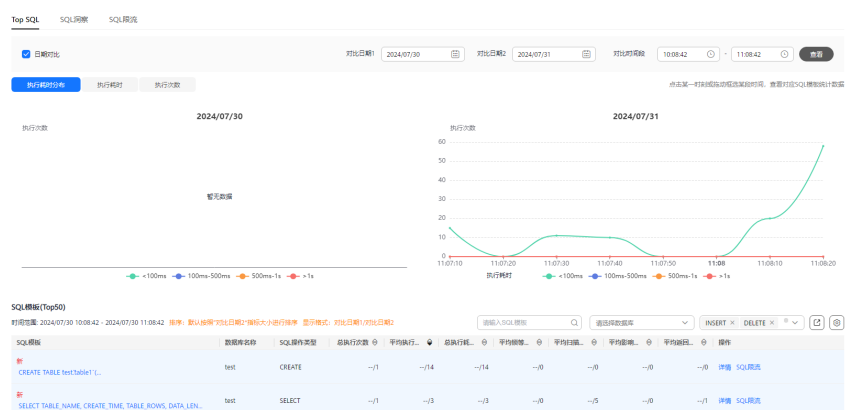 Top SQL SQL洞察 SQL限流
日期对比 对比日期1 2024/07/30 对比日期2 2024/07/31 对比时间段 10:08:42 - 11:08:42 查看
执行耗时分布 执行耗时 执行次数 点击某一时刻或拖动框选某段时间，查看对应SQL模板统计数据
2024/07/30 2024/07/31
执行次数 执行次数
60
50
40
暂无数据
30
20
10
0
11:07:10 11:07:20 11:07:30 11:07:40 11:07:50 11:08 11:08:10 11:08:20
<100ms 100ms-500ms 500ms-1s >1s 执行耗时 <100ms 100ms-500ms 500ms-1s >1s
SQL模板(Top50)
时间范围: 2024/07/30 10:08:42 - 2024/07/30 11:08:42 排序：默认按照"对比日期2"指标大小进行排序 显示格式：对比日期1/对比日期2 请输入SQL模板 请选择数据库 INSERT × DELETE ×
SQL模板 数据库名称 SQL操作类型 总执行次数 平均执行... 总执行耗... 平均锁等... 平均扫描... 平均影响... 平均返回... 操作
新
CREATE TABLE test'table1`(... test CREATE --/1 --/14 --/14 --/0 --/0 --/0 --/0 详情 SQL限流
新
SELECT TABLE_NAME, CREATE_TIME, TABLE_ROWS, DATA_LEN... test SELECT --/1 --/3 --/3 --/0 --/5 --/0 --/1 详情 SQL限流